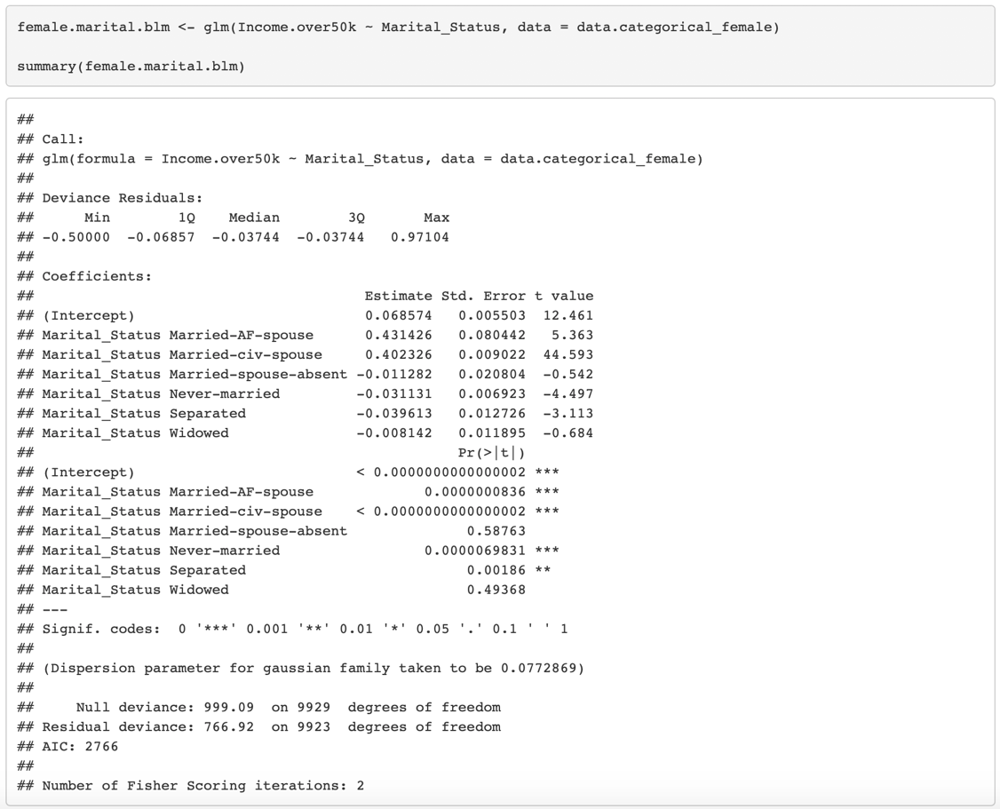 female.marital.blm <- glm(Income.over50k ~ Marital_Status, data = data.categorical_female)
summary(female.marital.blm)
##
## Call:
## glm(formula = Income.over50k ~ Marital_Status, data = data.categorical_female)
##
## Deviance Residuals:
##      Min        1Q    Median        3Q       Max
## -0.50000  -0.06857  -0.03744  -0.03744   0.97104
##
## Coefficients:
##                                       Estimate Std. Error t value
## (Intercept)                           0.068574   0.005503  12.461
## Marital_Status Married-AF-spouse      0.431426   0.080442   5.363
## Marital_Status Married-civ-spouse     0.402326   0.009022  44.593
## Marital_Status Married-spouse-absent -0.011282   0.020804  -0.542
## Marital_Status Never-married         -0.031131   0.006923  -4.497
## Marital_Status Separated             -0.039613   0.012726  -3.113
## Marital_Status Widowed               -0.008142   0.011895  -0.684
##                                                  Pr(>|t|)
## (Intercept)                          < 0.0000000000000002 ***
## Marital_Status Married-AF-spouse             0.0000000836 ***
## Marital_Status Married-civ-spouse    < 0.0000000000000002 ***
## Marital_Status Married-spouse-absent              0.58763
## Marital_Status Never-married                 0.0000069831 ***
## Marital_Status Separated                          0.00186 **
## Marital_Status Widowed                            0.49368
## ---
## Signif. codes:  0 '***' 0.001 '**' 0.01 '*' 0.05 '.' 0.1 ' ' 1
##
## (Dispersion parameter for gaussian family taken to be 0.0772869)
##
##     Null deviance: 999.09  on 9929  degrees of freedom
## Residual deviance: 766.92  on 9923  degrees of freedom
## AIC: 2766
##
## Number of Fisher Scoring iterations: 2